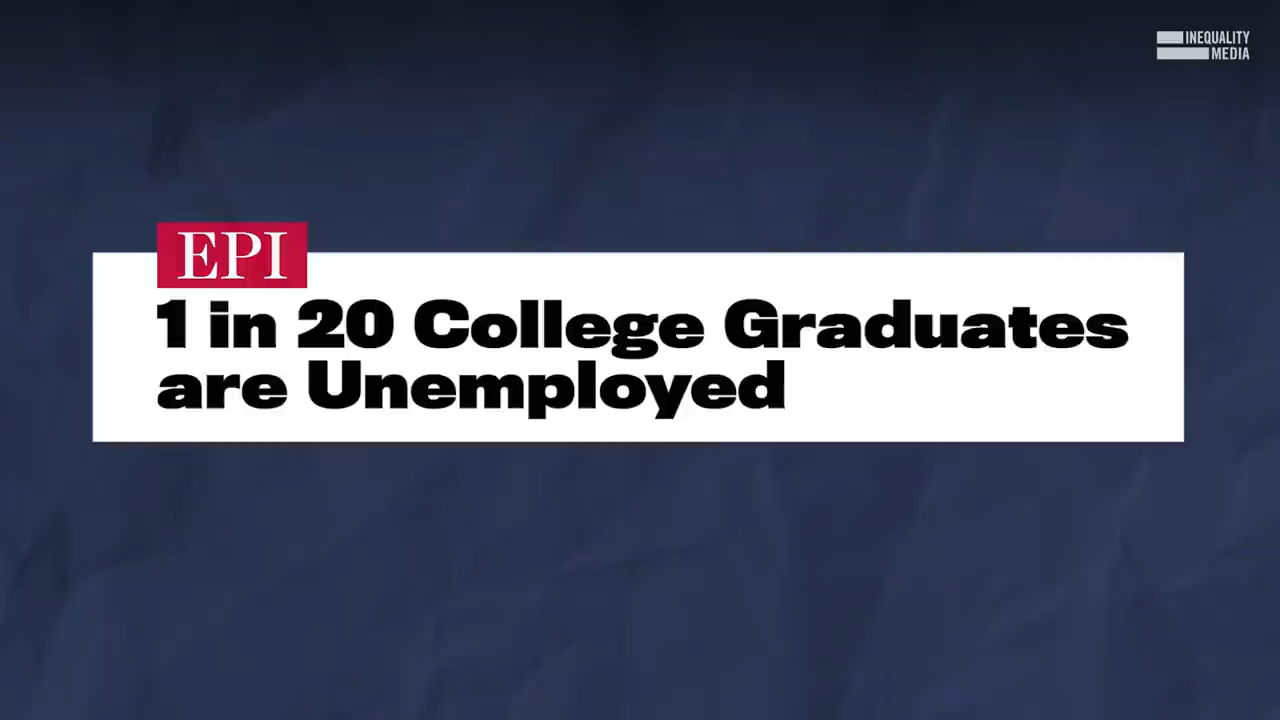 INEQUALITY
MEDIA
EPI
1 in 20 College Graduates
are Unemployed